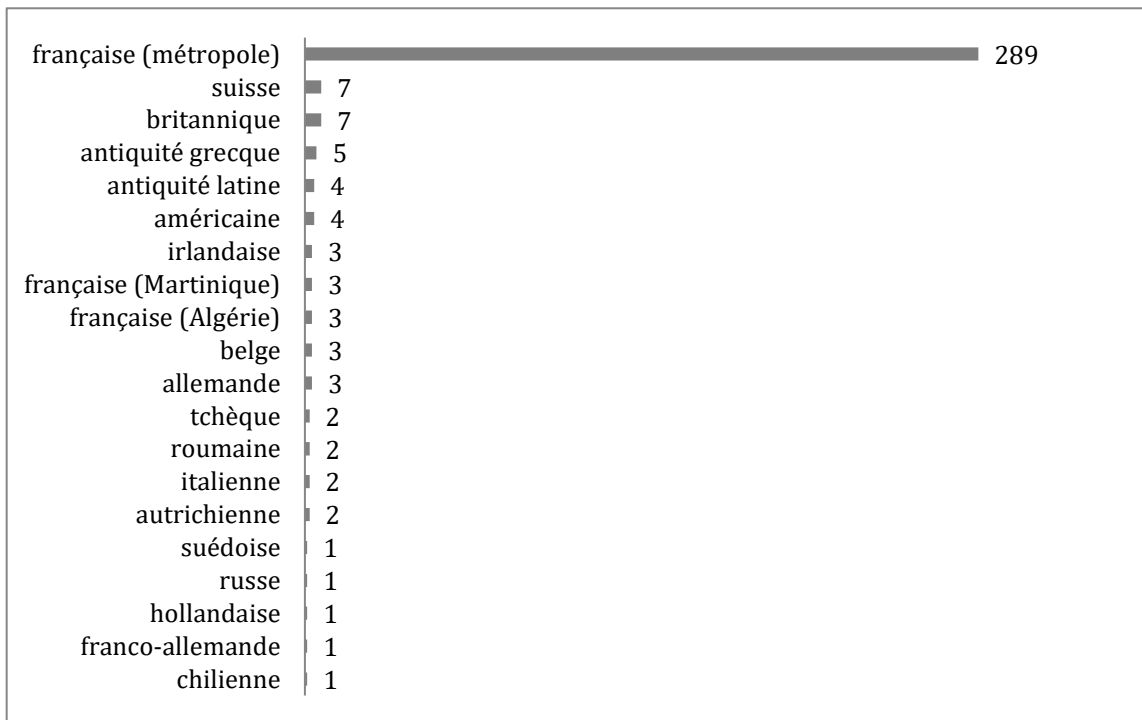 française (métropole) 289
suisse 7
britannique 7
antiquité grecque 5
antiquité latine 4
américaine 4
irlandaise 3
française (Martinique) 3
française (Algérie) 3
belge 3
allemande 3
tchèque 2
roumaine 2
italienne 2
autrichienne 2
suédoise 1
russe 1
hollandaise 1
franco-allemande 1
chilienne 1